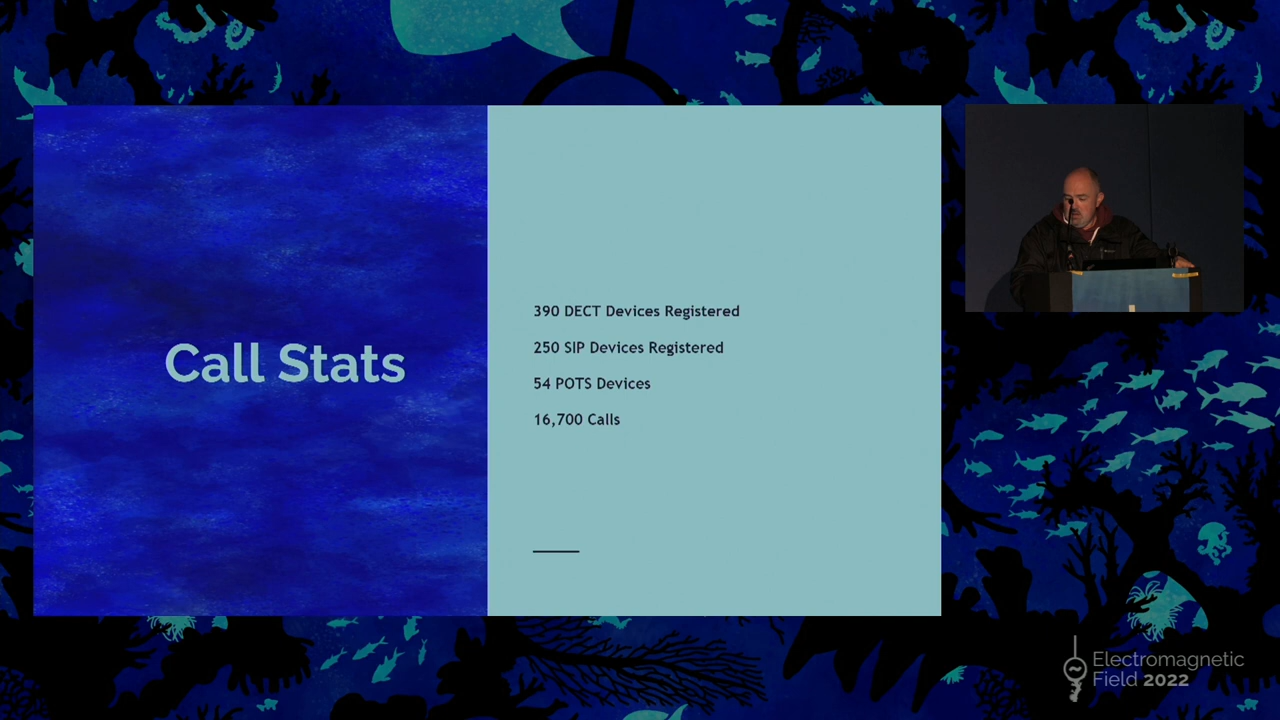 Call Stats
390 DECT Devices Registered
250 SIP Devices Registered
54 POTS Devices
16,700 Calls
Electromagnetic
Field 2022